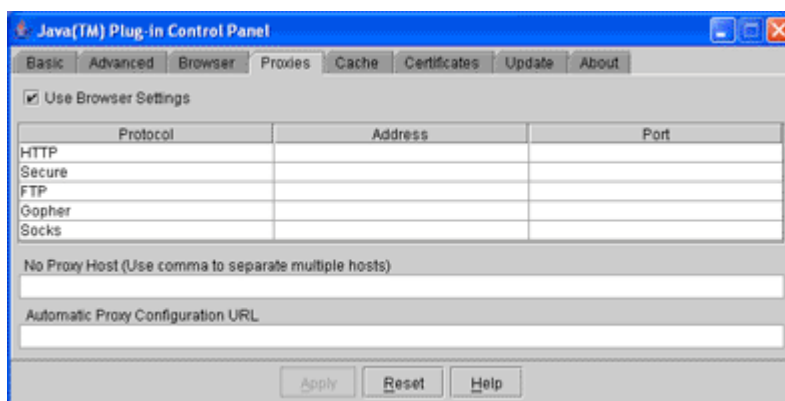 Java(TM) Plug-in Control Panel
Basic Advanced Browser Proxies Cache Certificates Update About
Use Browser Settings
Protocol Address Port
HTTP
Secure
FTP
Gopher
Socks
No Proxy Host (Use comma to separate multiple hosts)
Automatic Proxy Configuration URL
Apply Reset Help